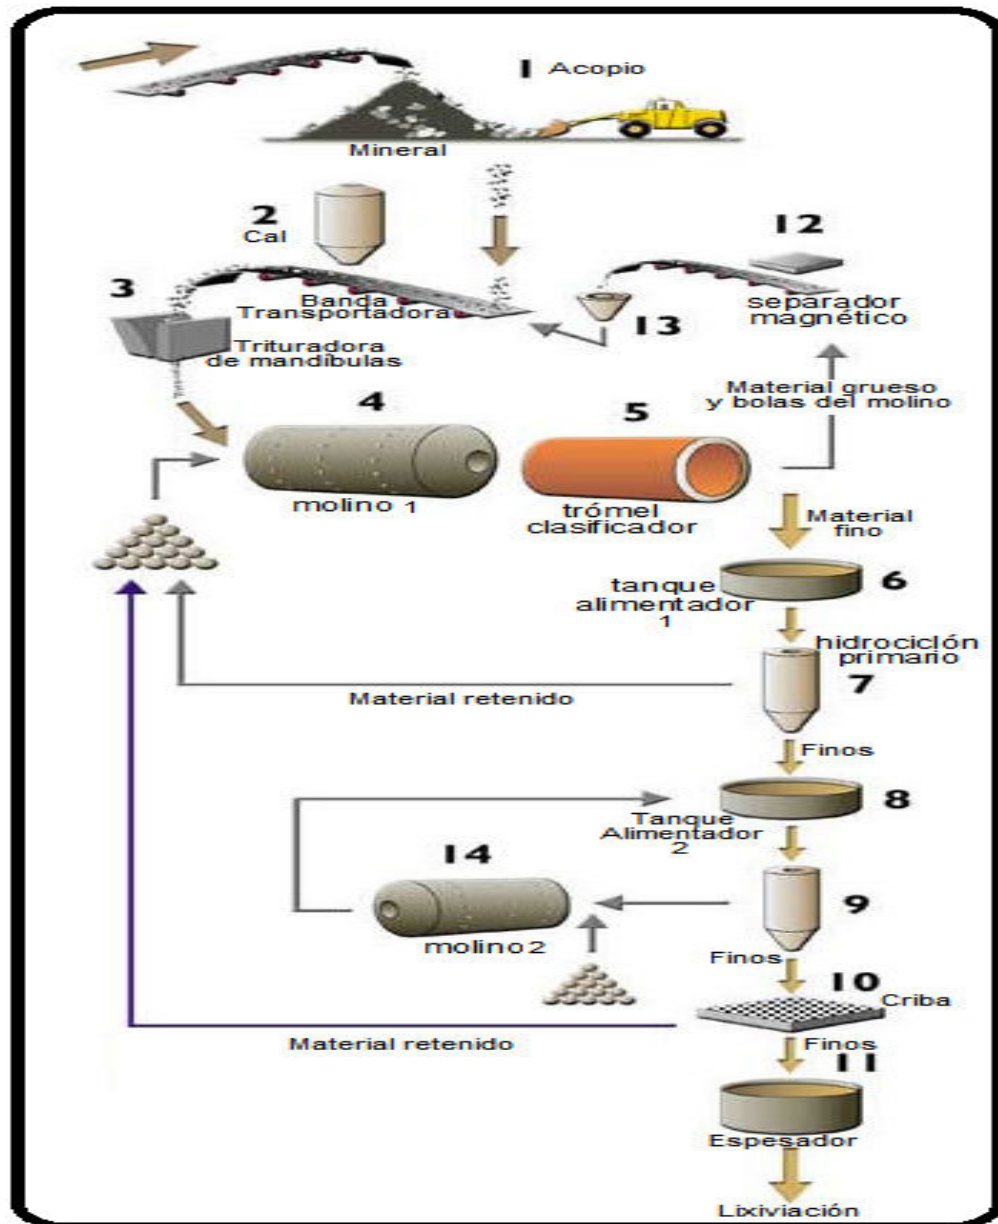 1 Acopio
Mineral
2
Cal
12
3
Banda
Transportadora
separador
magnético
13
Trituradora
de mandíbulas
4
Material grueso
y bolas del molino
5
molino 1
trómel
clasificador
Material
fino
6
tanque
alimentador
1
hidrociclón
primario
7
Material retenido
Finos
8
Tanque
Alimentador
2
14
9
molino 2
Finos
10
Criba
Material retenido
Finos
11
Espesador
Lixiviación